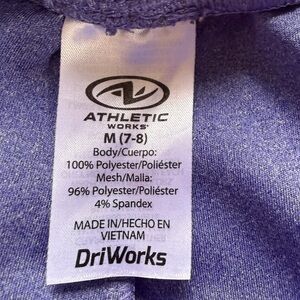 ATHLETIC
WORKS
M (7-8)
Body/Cuerpo:
100% Polyester/Poliéster
Mesh/Malla:
96% Polyester/Poliéster
4% Spandex
MADE IN/HECHO EN
VIETNAM
DriWorks